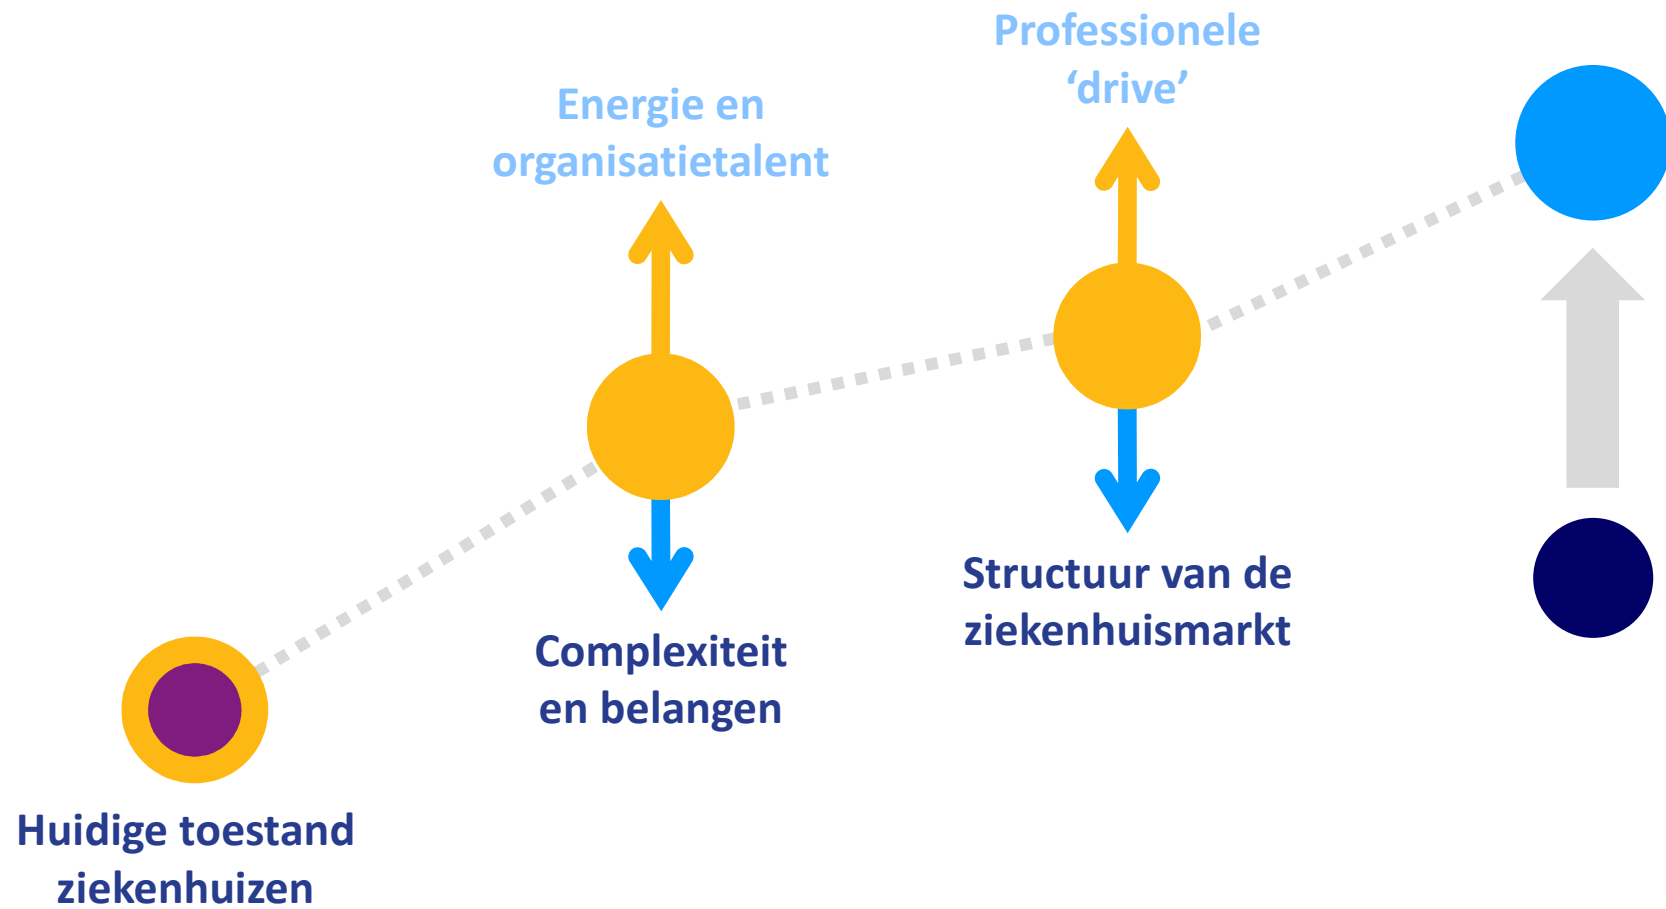 Professionele
‘drive’
Energie en
organisatietalent
Structuur van de
ziekenhuismarkt
Complexiteit
en belangen
Huidige toestand
ziekenhuizen